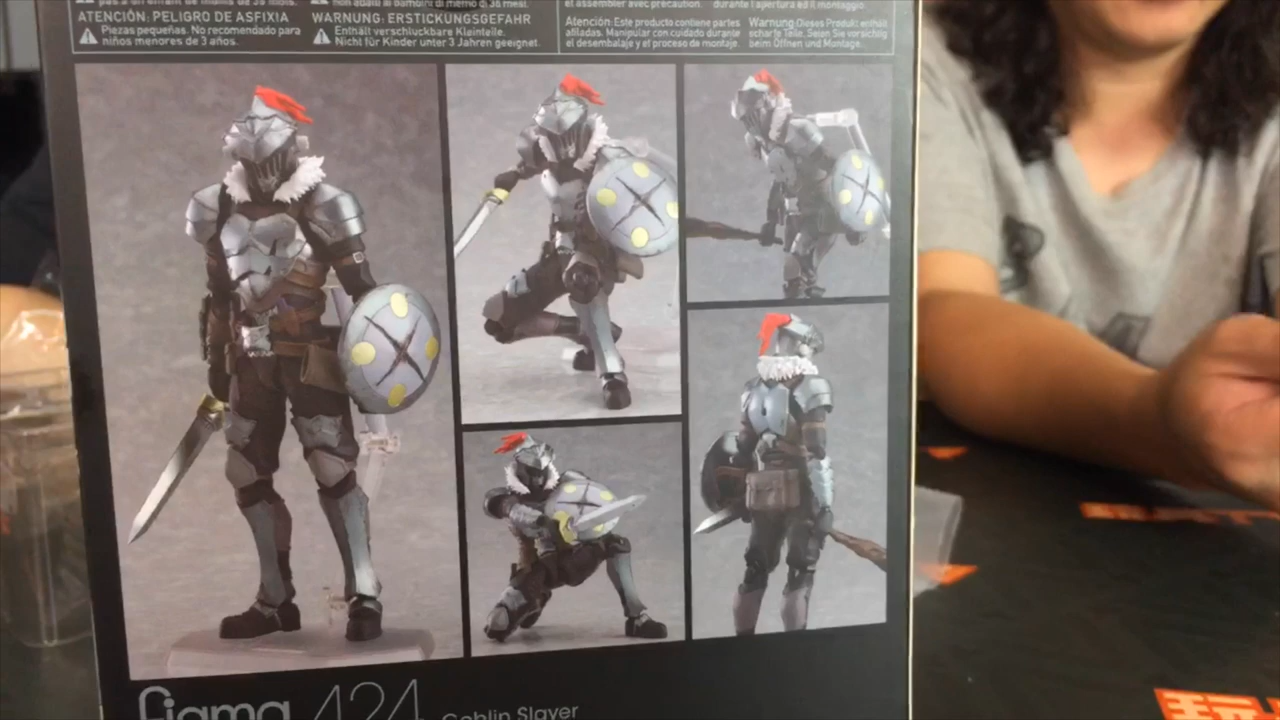 ATENCIÓN: PELIGRO DE ASFIXIA
Piezas pequeñas. No recomendado para
niños menores de 3 años.
WARNUNG: ERSTICKUNGSGEFAHR
Enthält verschluckbare Kleinteile.
Nicht für Kinder unter 3 Jahren geeignet.
Atención: Este producto contiene partes
afiladas. Manipular con cuidado durante
el desembalaje y el proceso de montaje.
Warnung: Dieses Produkt enthält
scharfe Teile. Seien Sie vorsichtig
beim Öffnen und Montage.
figma 424 Goblin Slayer